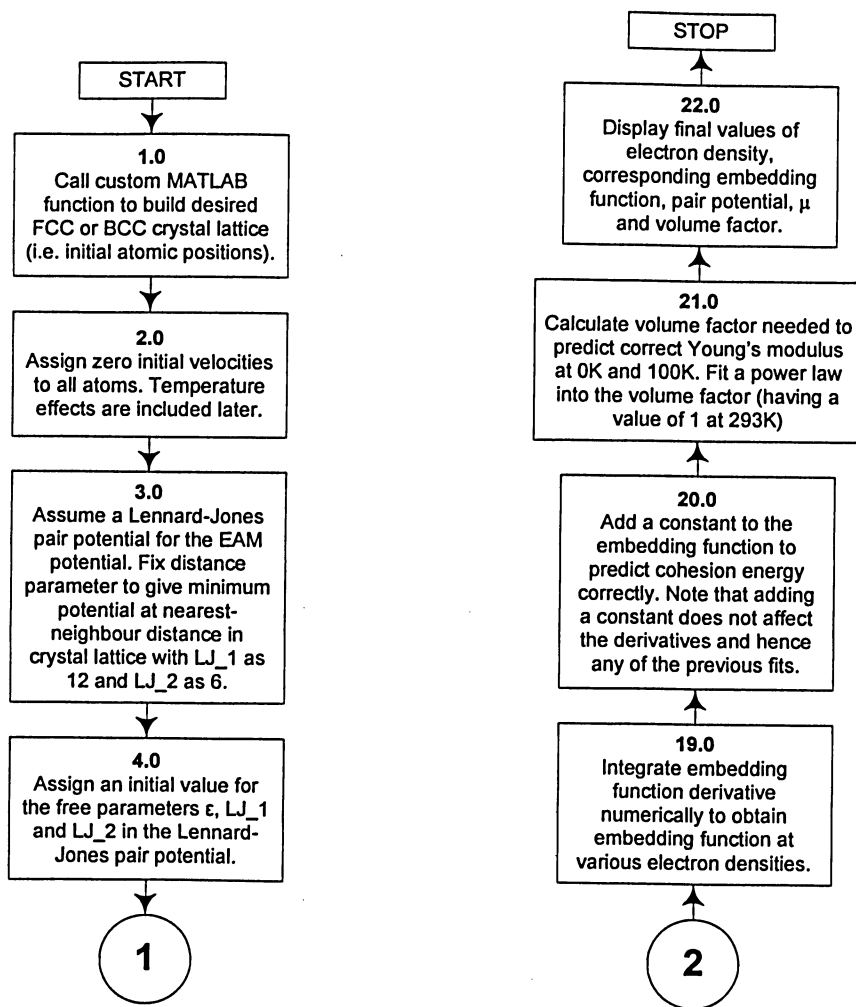 START
1.0
Call custom MATLAB
function to build desired
FCC or BCC crystal lattice
(i.e. initial atomic positions).
2.0
Assign zero initial velocities
to all atoms. Temperature
effects are included later.
3.0
Assume a Lennard-Jones
pair potential for the EAM
potential. Fix distance
parameter to give minimum
potential at nearest-
neighbour distance in
crystal lattice with LJ_1 as
12 and LJ_2 as 6.
4.0
Assign an initial value for
the free parameters ε, LJ_1
and LJ_2 in the Lennard-
Jones pair potential.
1
STOP
22.0
Display final values of
electron density,
corresponding embedding
function, pair potential, μ
and volume factor.
21.0
Calculate volume factor needed to
predict correct Young's modulus
at 0K and 100K. Fit a power law
into the volume factor (having a
value of 1 at 293K)
20.0
Add a constant to the
embedding function to
predict cohesion energy
correctly. Note that adding
a constant does not affect
the derivatives and hence
any of the previous fits.
19.0
Integrate embedding
function derivative
numerically to obtain
embedding function at
various electron densities.
2